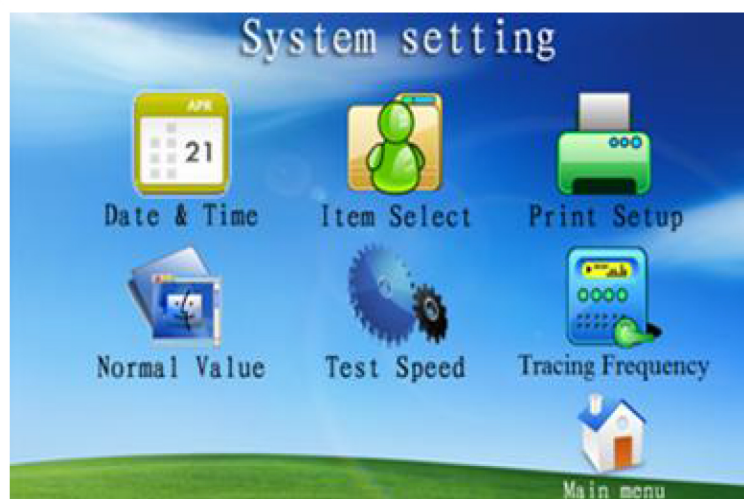 System setting
APR
21
Date & Time
Item Select
Print Setup
Normal Value
Test Speed
Tracing Frequency
Main menu